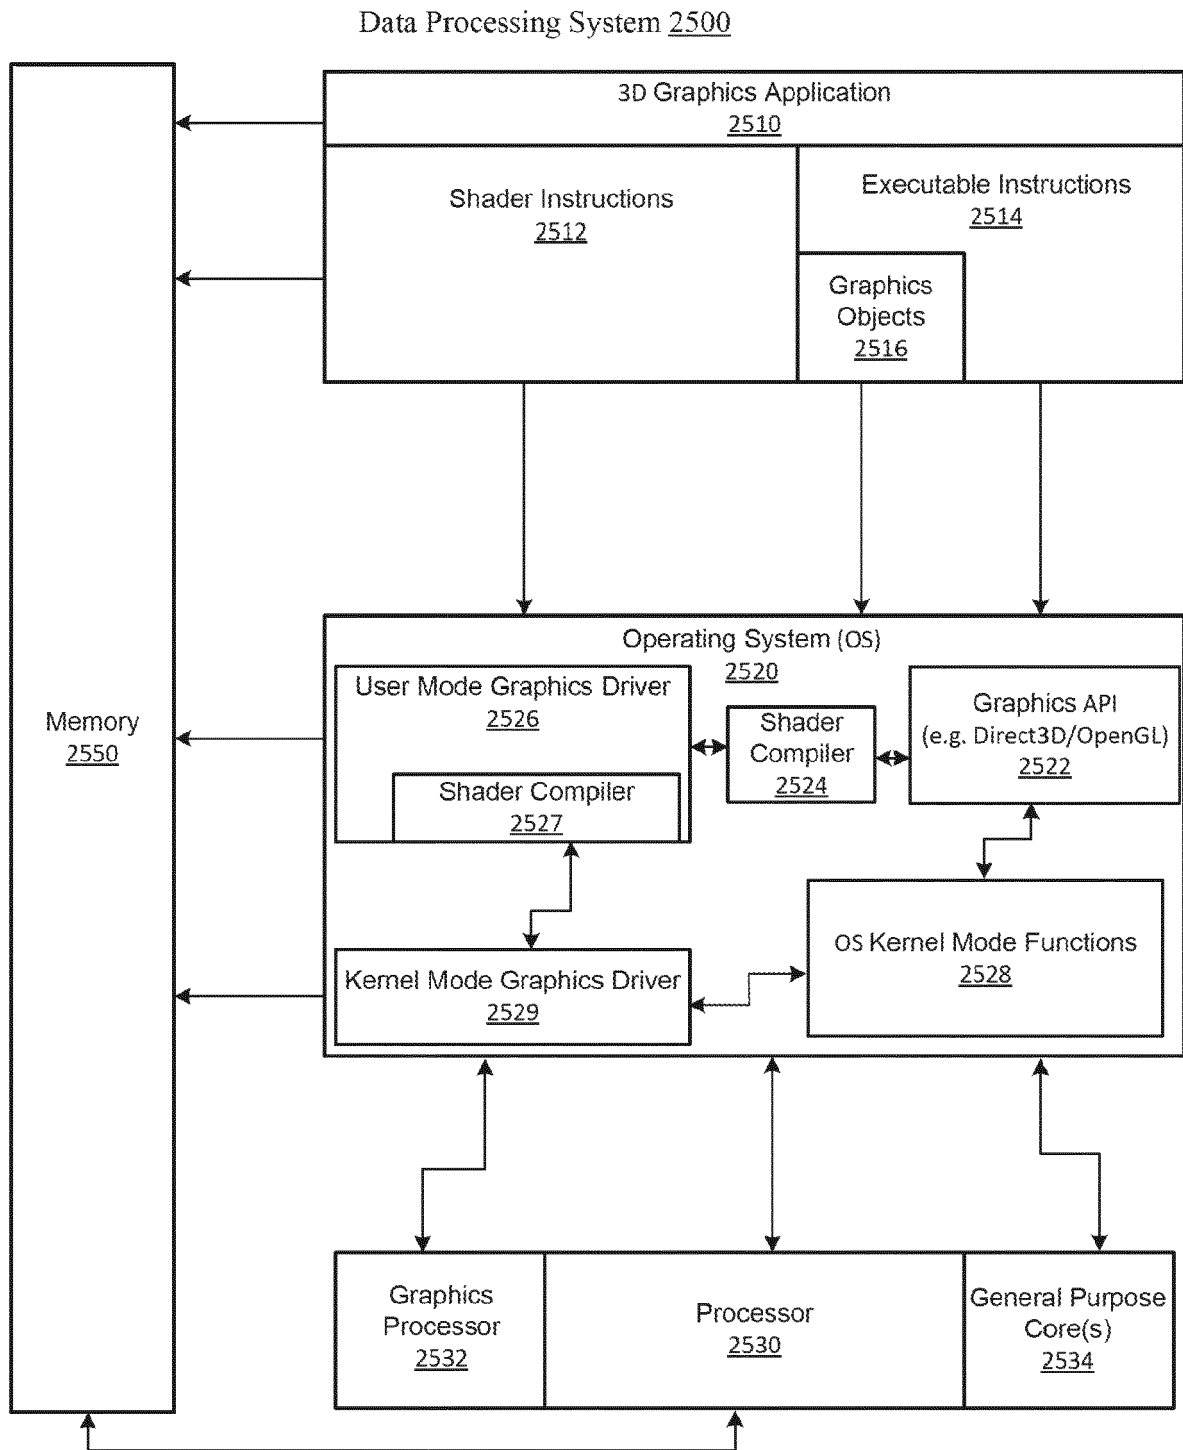 Data Processing System 2500
3D Graphics Application
2510
Shader Instructions
2512
Executable Instructions
2514
Graphics
Objects
2516
Memory
2550
Operating System (OS)
2520
User Mode Graphics Driver
2526
Shader Compiler
2527
Shader
Compiler
2524
Graphics API
(e.g. Direct3D/OpenGL)
2522
Kernel Mode Graphics Driver
2529
OS Kernel Mode Functions
2528
Graphics
Processor
2532
Processor
2530
General Purpose
Core(s)
2534